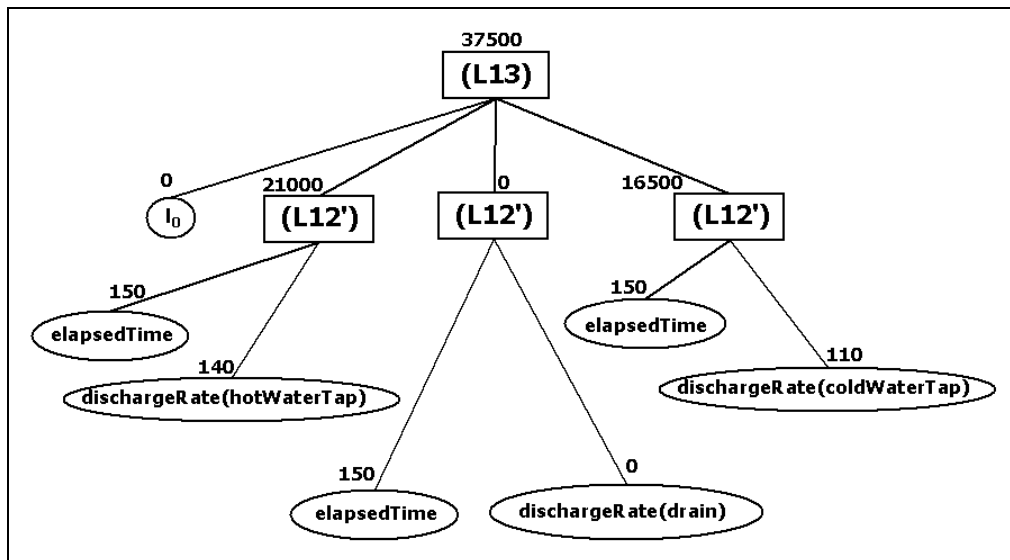 37500
(L13)
0
21000
0
16500
I₀
(L12')
(L12')
(L12')
150
elapsedTime
150
elapsedTime
140
dischargeRate(hotWaterTap)
110
dischargeRate(coldWaterTap)
150
elapsedTime
0
dischargeRate(drain)